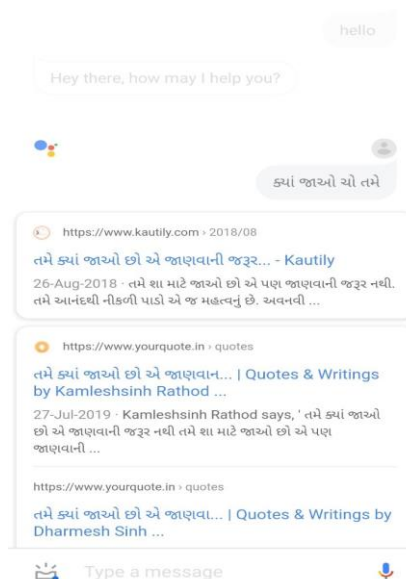 hello
Hey there, how may I help you?
ક્યાં જાઓ ચો તમે
https://www.kautily.com › 2018/08
તમે ક્યાં જાઓ છો એ જાણવાની જરૂર... - Kautily
26-Aug-2018 · તમે શા માટે જાઓ છો એ પણ જાણવાની જરૂર નથી.
તમે આનંદથી નીકળી પાડો એ જ મહત્વનું છે. અવનવી ...
https://www.yourquote.in › quotes
તમે ક્યાં જાઓ છો એ જાણવાન... | Quotes & Writings
by Kamleshsinh Rathod ...
27-Jul-2019 · Kamleshsinh Rathod says, ' તમે ક્યાં જાઓ
છો એ જાણવાની જરૂર નથી તમે શા માટે જાઓ છો એ પણ
જાણવાની ...
https://www.yourquote.in › quotes
તમે ક્યાં જાઓ છો એ જાણવા... | Quotes & Writings by
Dharmesh Sinh ...
Type a message